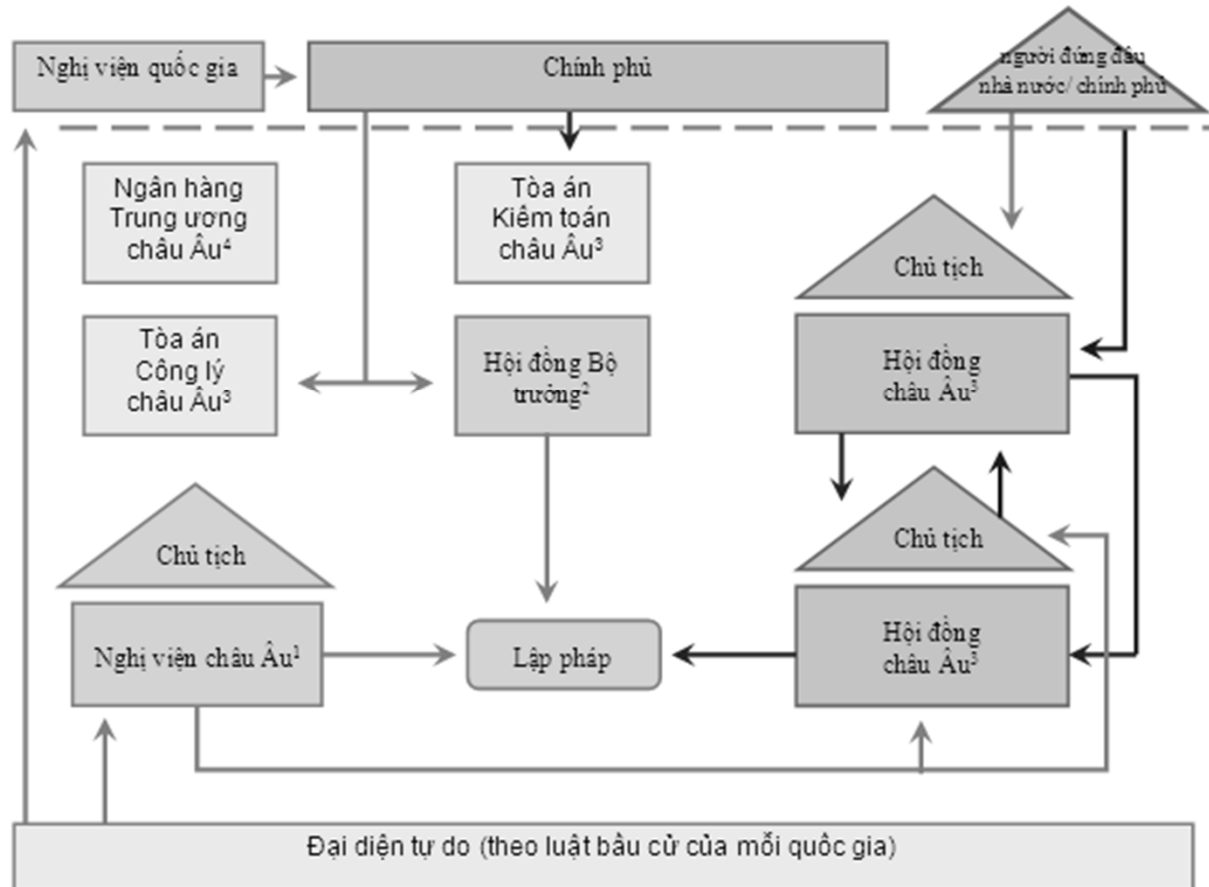 Nghị viện quốc gia
Chính phủ
người đứng đầu
nhà nước/ chính phủ
Ngân hàng
Trung ương
châu Âu⁴
Tòa án
Kiểm toán
châu Âu³
Chủ tịch
Tòa án
Công lý
châu Âu³
Hội đồng Bộ
trưởng²
Hội đồng
châu Âu³
Chủ tịch
Chủ tịch
Nghị viện châu Âu¹
Lập pháp
Hội đồng
châu Âu³
Đại diện tự do (theo luật bầu cử của mỗi quốc gia)